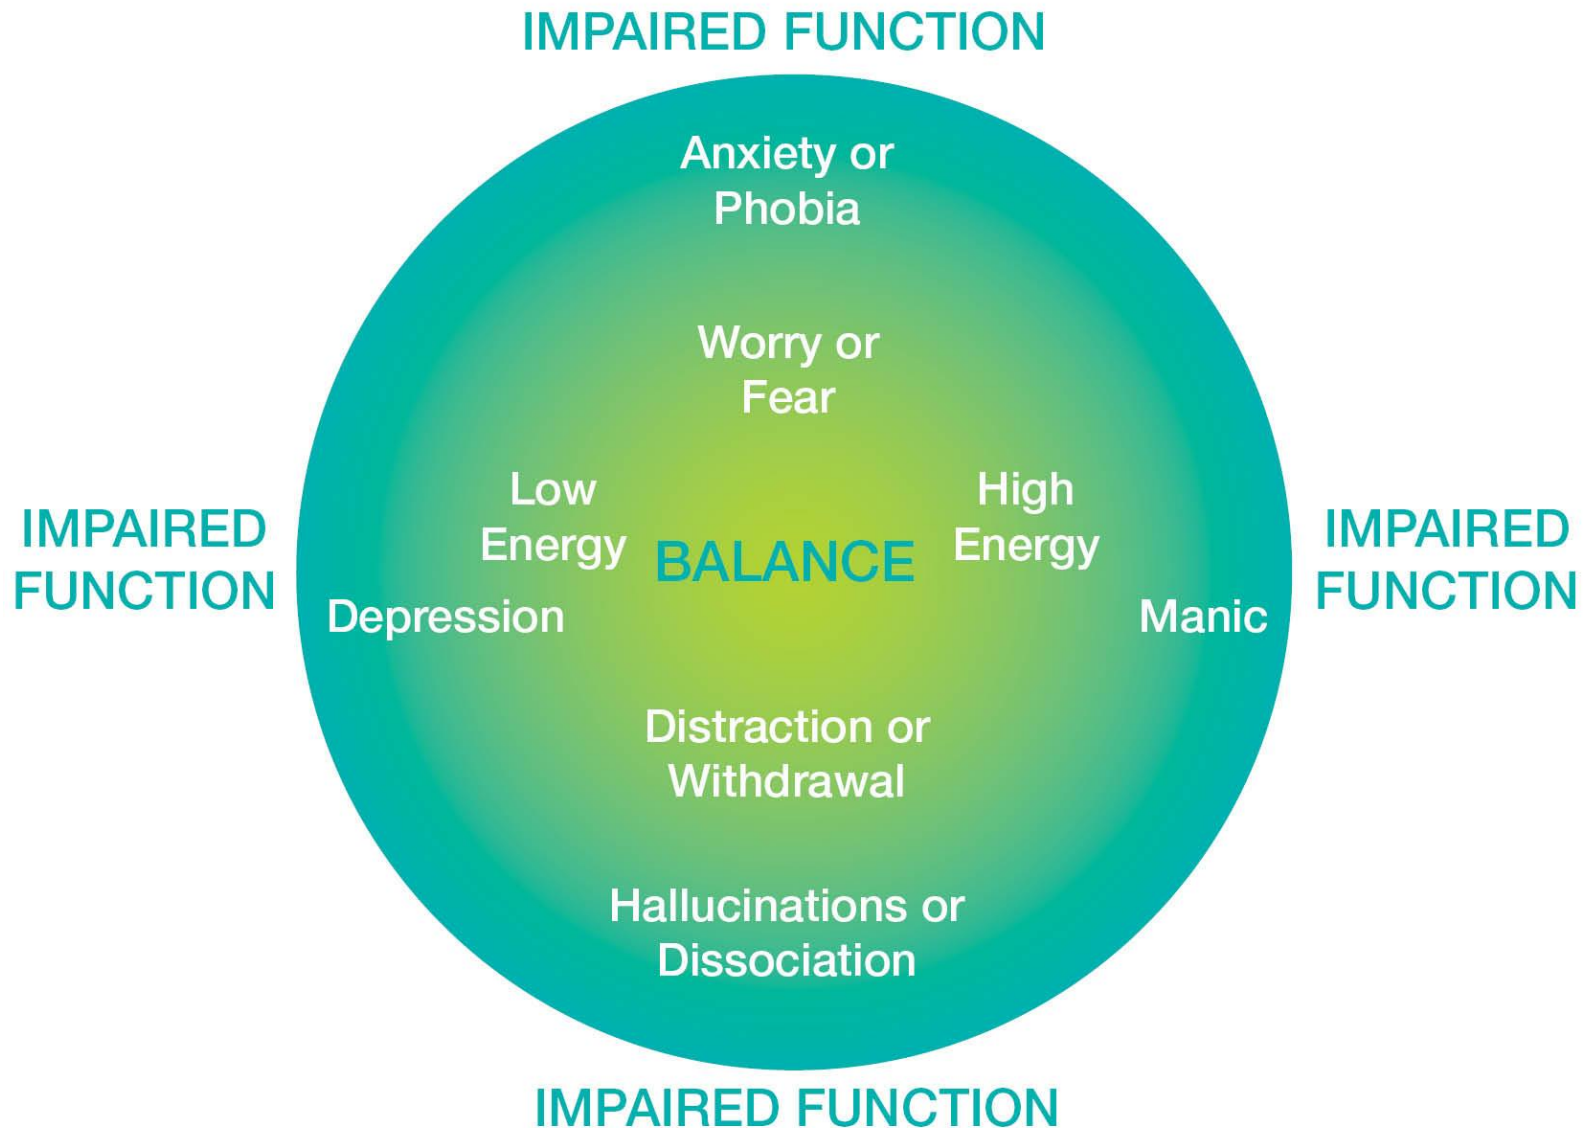 IMPAIRED FUNCTION
Anxiety or
Phobia
Worry or
Fear
Low
Energy
BALANCE
High
Energy
IMPAIRED
FUNCTION
Depression
Manic
IMPAIRED
FUNCTION
Distraction or
Withdrawal
Hallucinations or
Dissociation
IMPAIRED FUNCTION